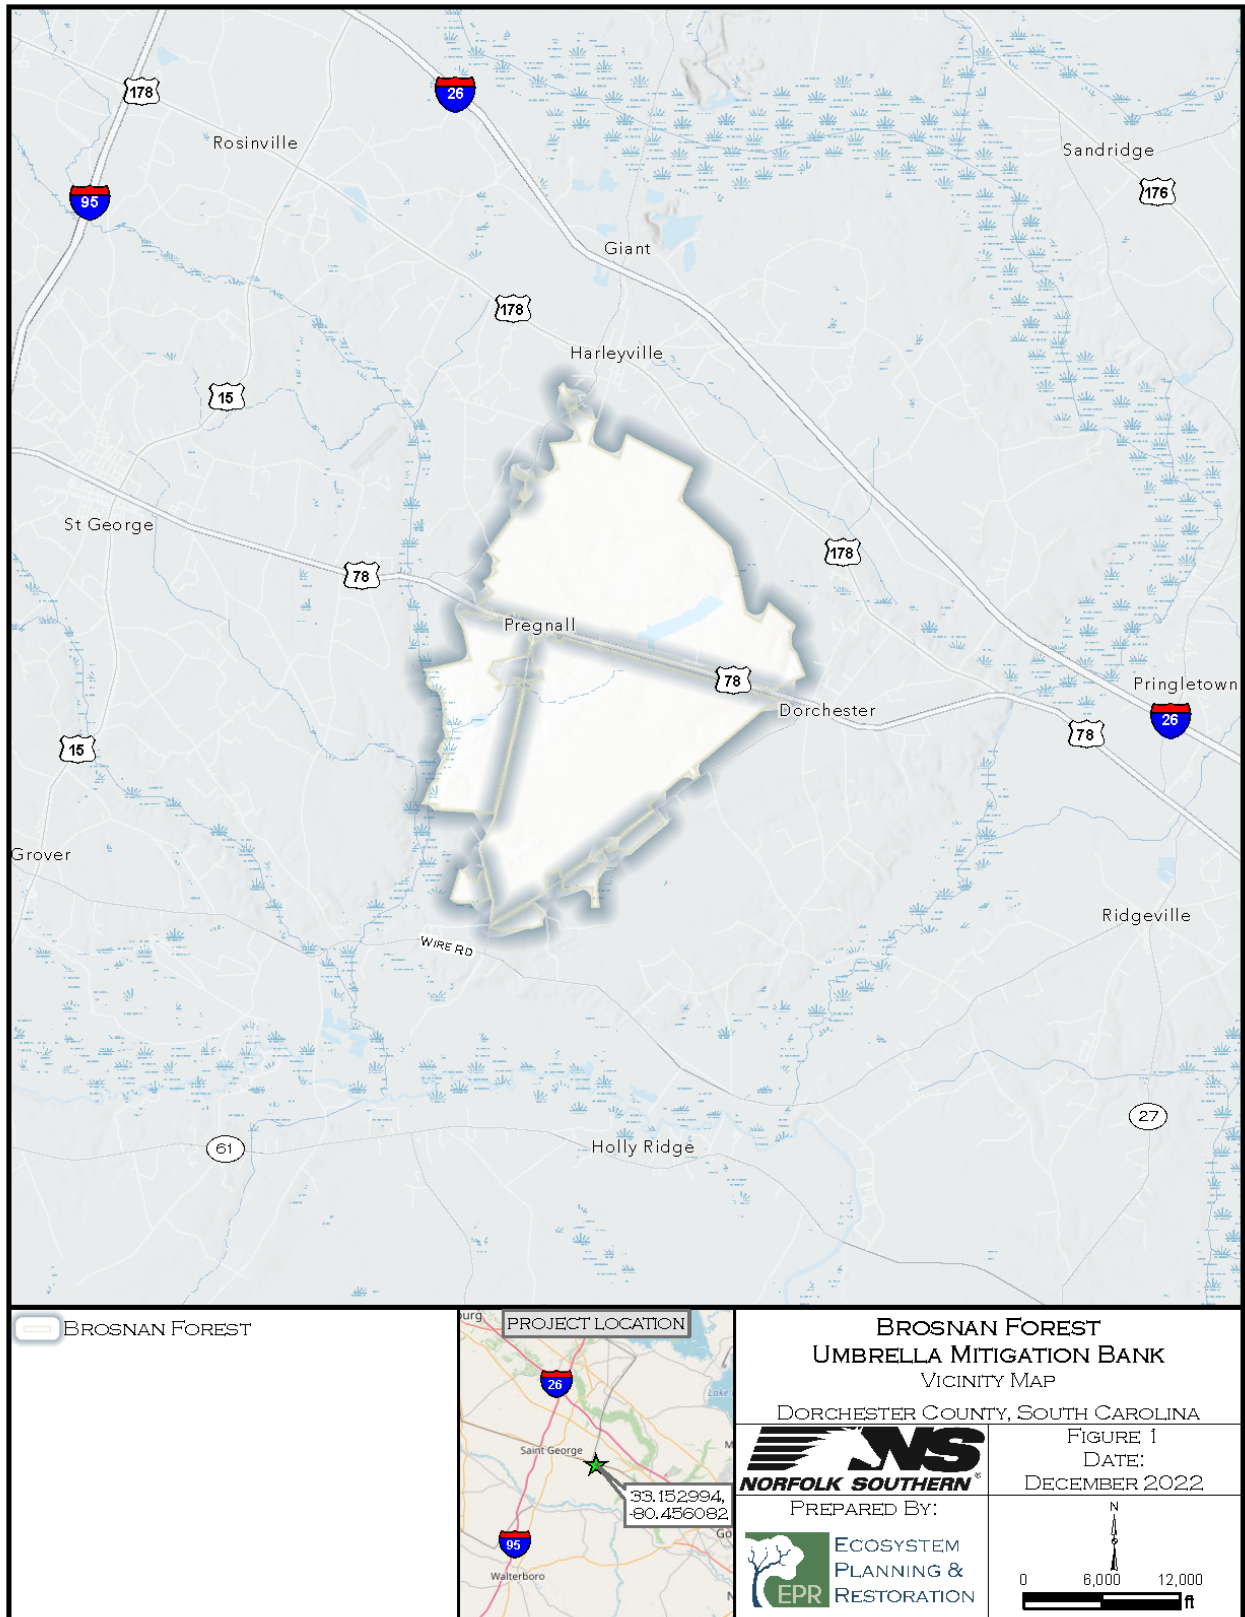 178
26
Rosinville
Sandridge
95
176
Giant
178
Harleyville
15
St George
178
78
Pregnall
78
Pringletown
Dorchester
26
78
15
Grover
Ridgeville
WIRE RD
27
61
Holly Ridge
BROSNAN FOREST
PROJECT LOCATION
26
Saint George
33.152994,
-80.456082
95
Walterboro
BROSNAN FOREST
UMBRELLA MITIGATION BANK
VICINITY MAP
DORCHESTER COUNTY, SOUTH CAROLINA
NS
NORFOLK SOUTHERN®
FIGURE 1
DATE:
DECEMBER 2022
PREPARED BY:
EPR
ECOSYSTEM
PLANNING &
RESTORATION
N
0 6,000 12,000
ft